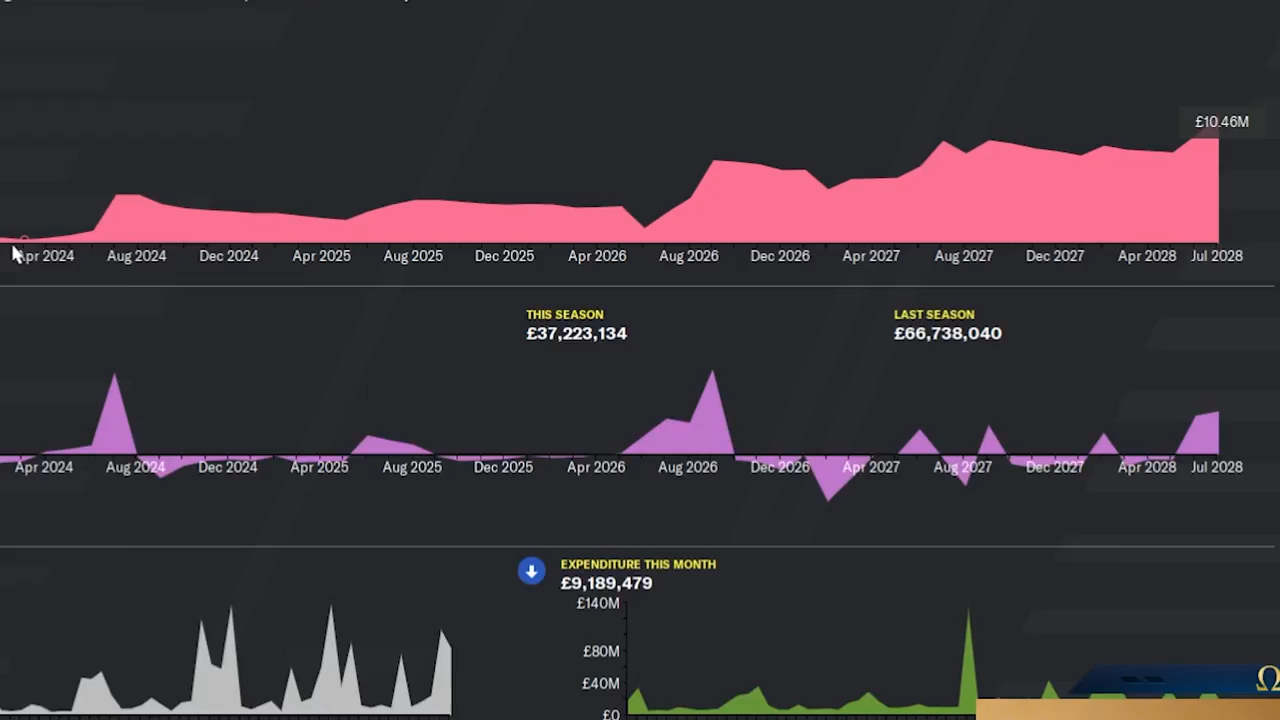 £10.46M
Apr 2024 Aug 2024 Dec 2024 Apr 2025 Aug 2025 Dec 2025 Apr 2026 Aug 2026 Dec 2026 Apr 2027 Aug 2027 Dec 2027 Apr 2028 Jul 2028
THIS SEASON
£37,223,134
LAST SEASON
£66,738,040
Apr 2024 Aug 2024 Dec 2024 Apr 2025 Aug 2025 Dec 2025 Apr 2026 Aug 2026 Dec 2026 Apr 2027 Aug 2027 Dec 2027 Apr 2028 Jul 2028
EXPENDITURE THIS MONTH
£9,189,479
£140M
£80M
£40M
£0
Ω